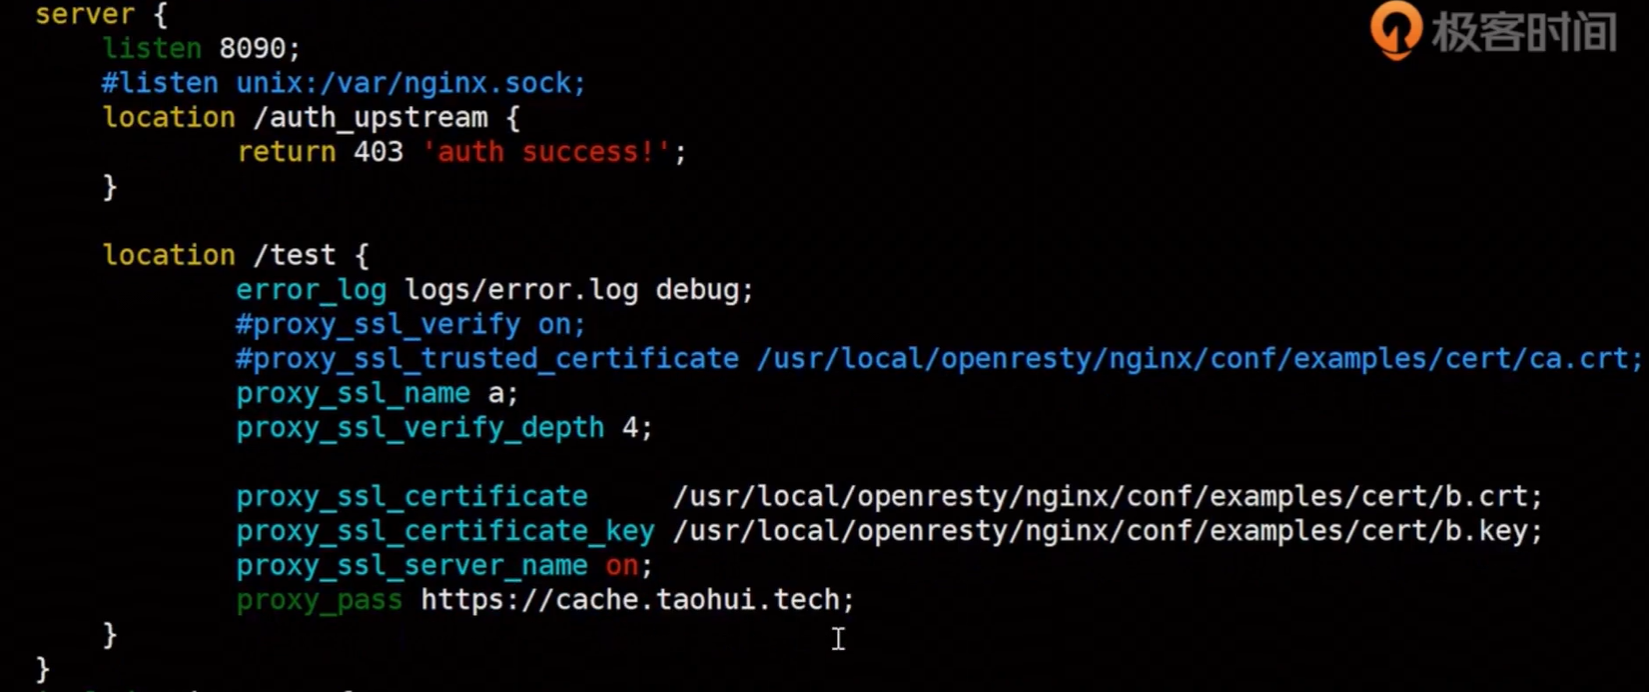 server {
极客时间
listen 8090;
#listen unix:/var/nginx.sock;
location /auth_upstream {
return 403 'auth success!';
}
location /test {
error_log logs/error.log debug;
#proxy_ssl_verify on;
#proxy_ssl_trusted_certificate /usr/local/openresty/nginx/conf/examples/cert/ca.crt;
proxy_ssl_name a;
proxy_ssl_verify_depth 4;
proxy_ssl_certificate     /usr/local/openresty/nginx/conf/examples/cert/b.crt;
proxy_ssl_certificate_key /usr/local/openresty/nginx/conf/examples/cert/b.key;
proxy_ssl_server_name on;
proxy_pass https://cache.taohui.tech;
}
}